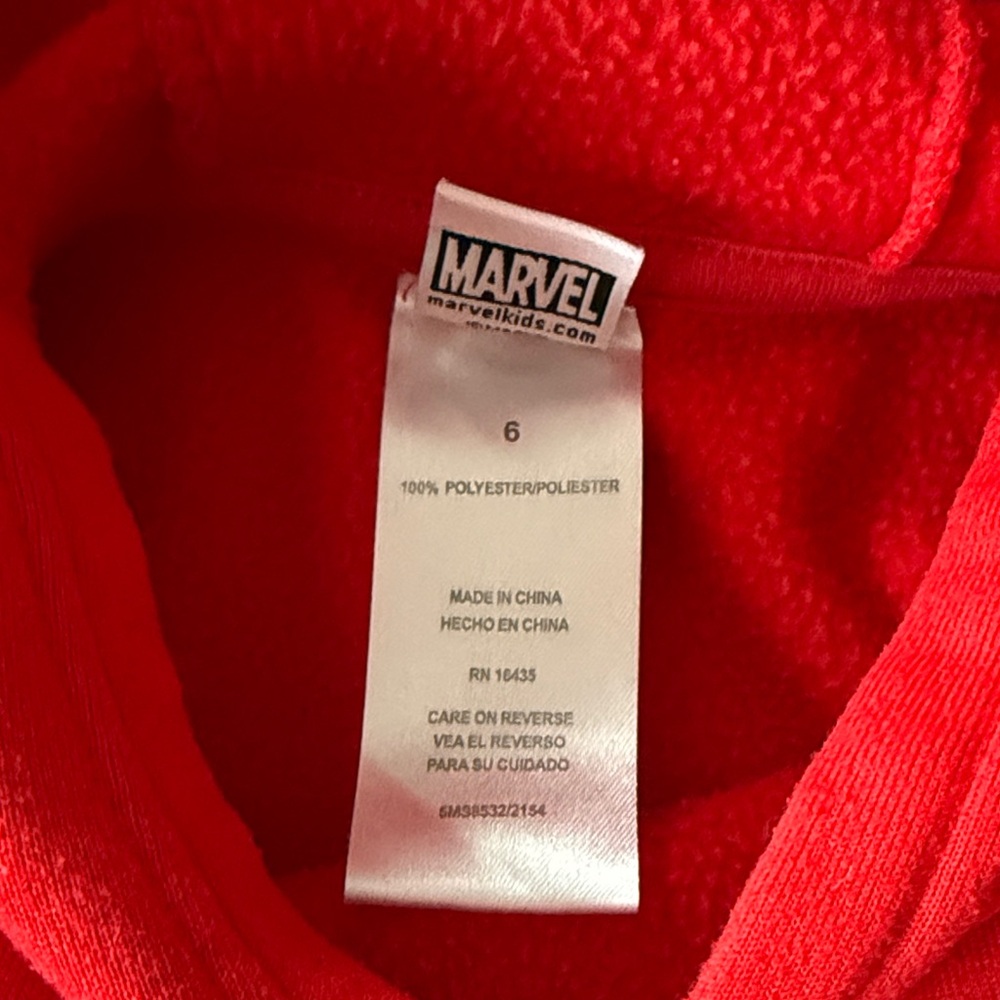 MARVEL
marvelkids.com
6
100% POLYESTER/POLIESTER
MADE IN CHINA
HECHO EN CHINA
RN 16435
CARE ON REVERSE
VEA EL REVERSO
PARA SU CUIDADO